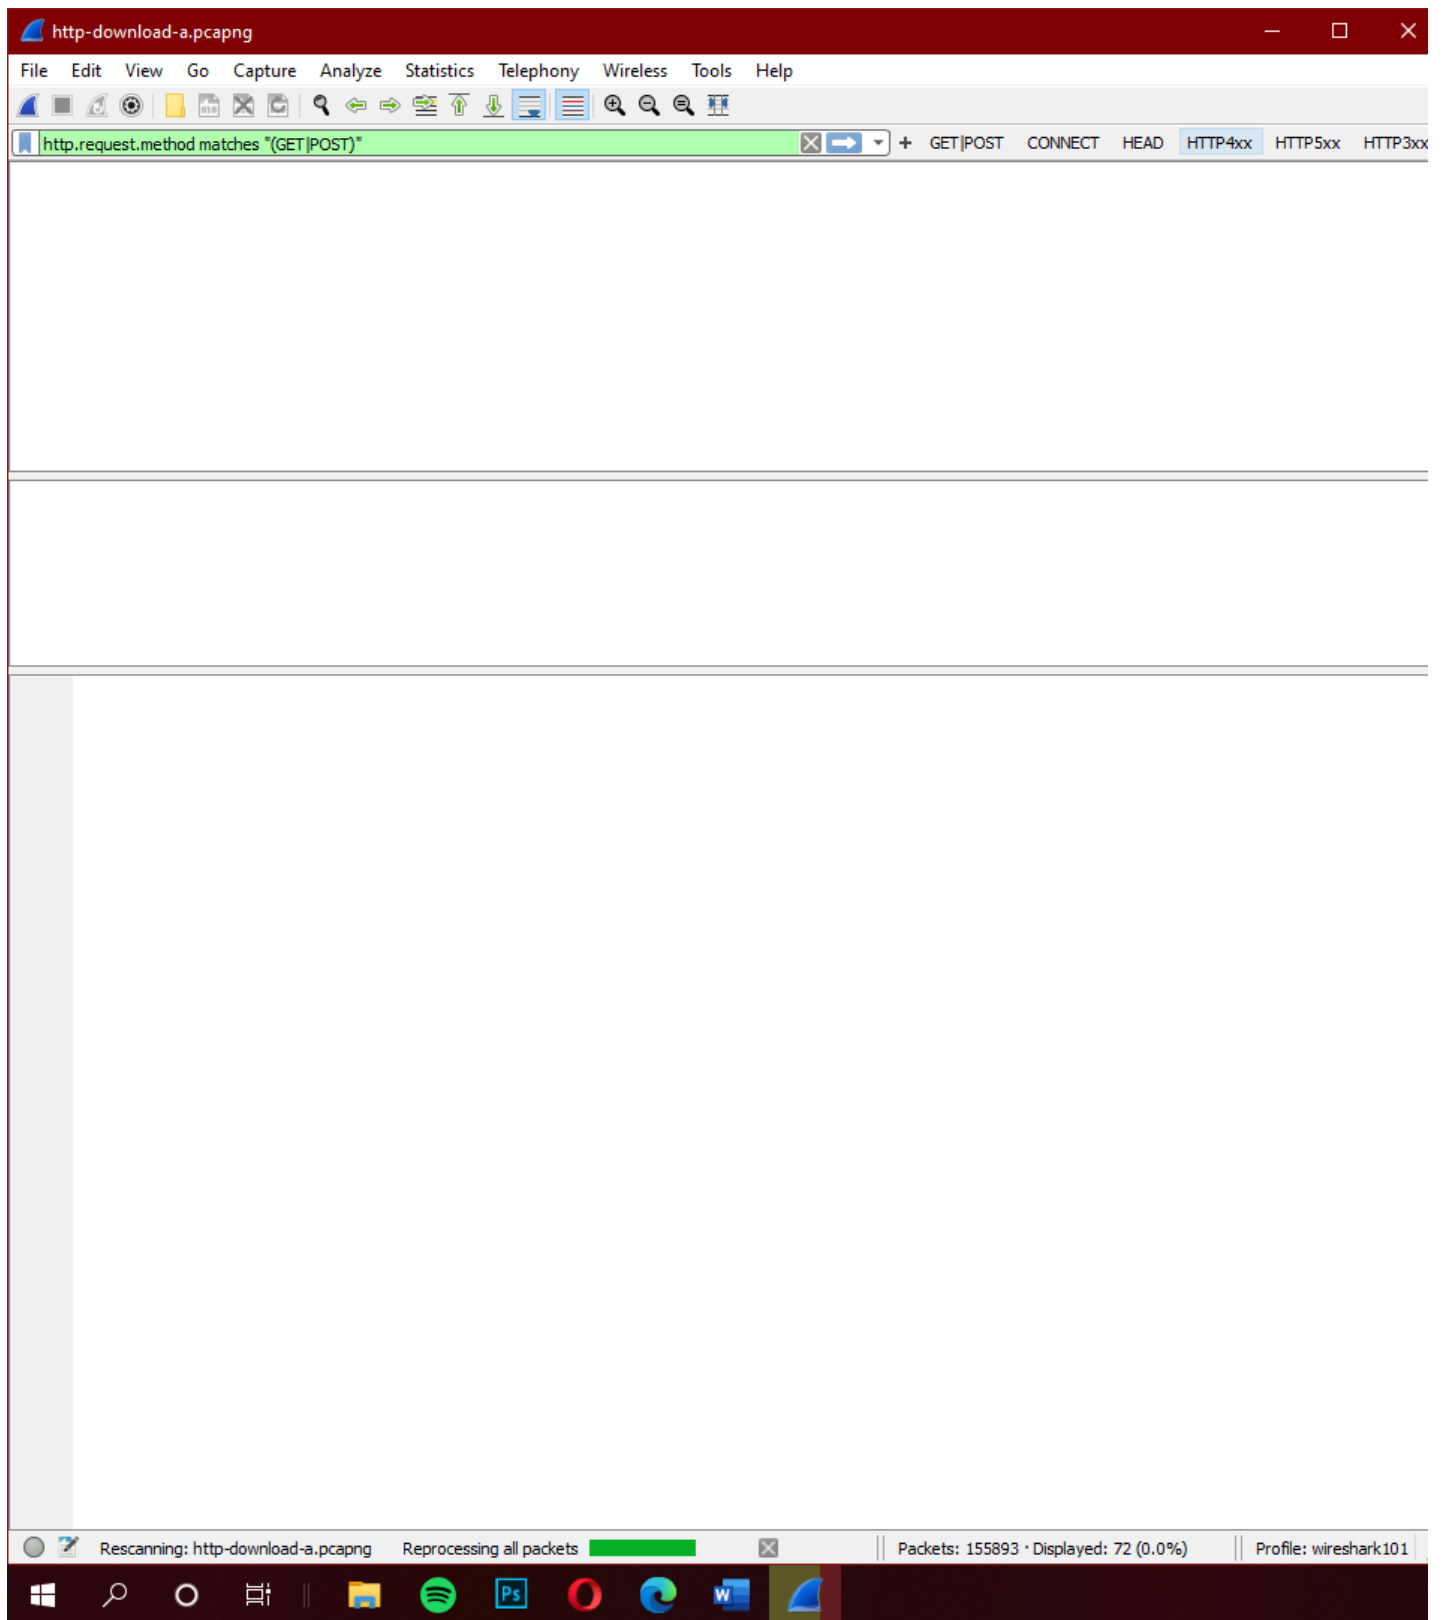 http-download-a.pcapng
File Edit View Go Capture Analyze Statistics Telephony Wireless Tools Help
http.request.method matches "(GET|POST)" + GET|POST CONNECT HEAD HTTP4xx HTTP5xx HTTP3xx
Rescanning: http-download-a.pcapng Reprocessing all packets Packets: 155893 · Displayed: 72 (0.0%) Profile: wireshark101
Ps W